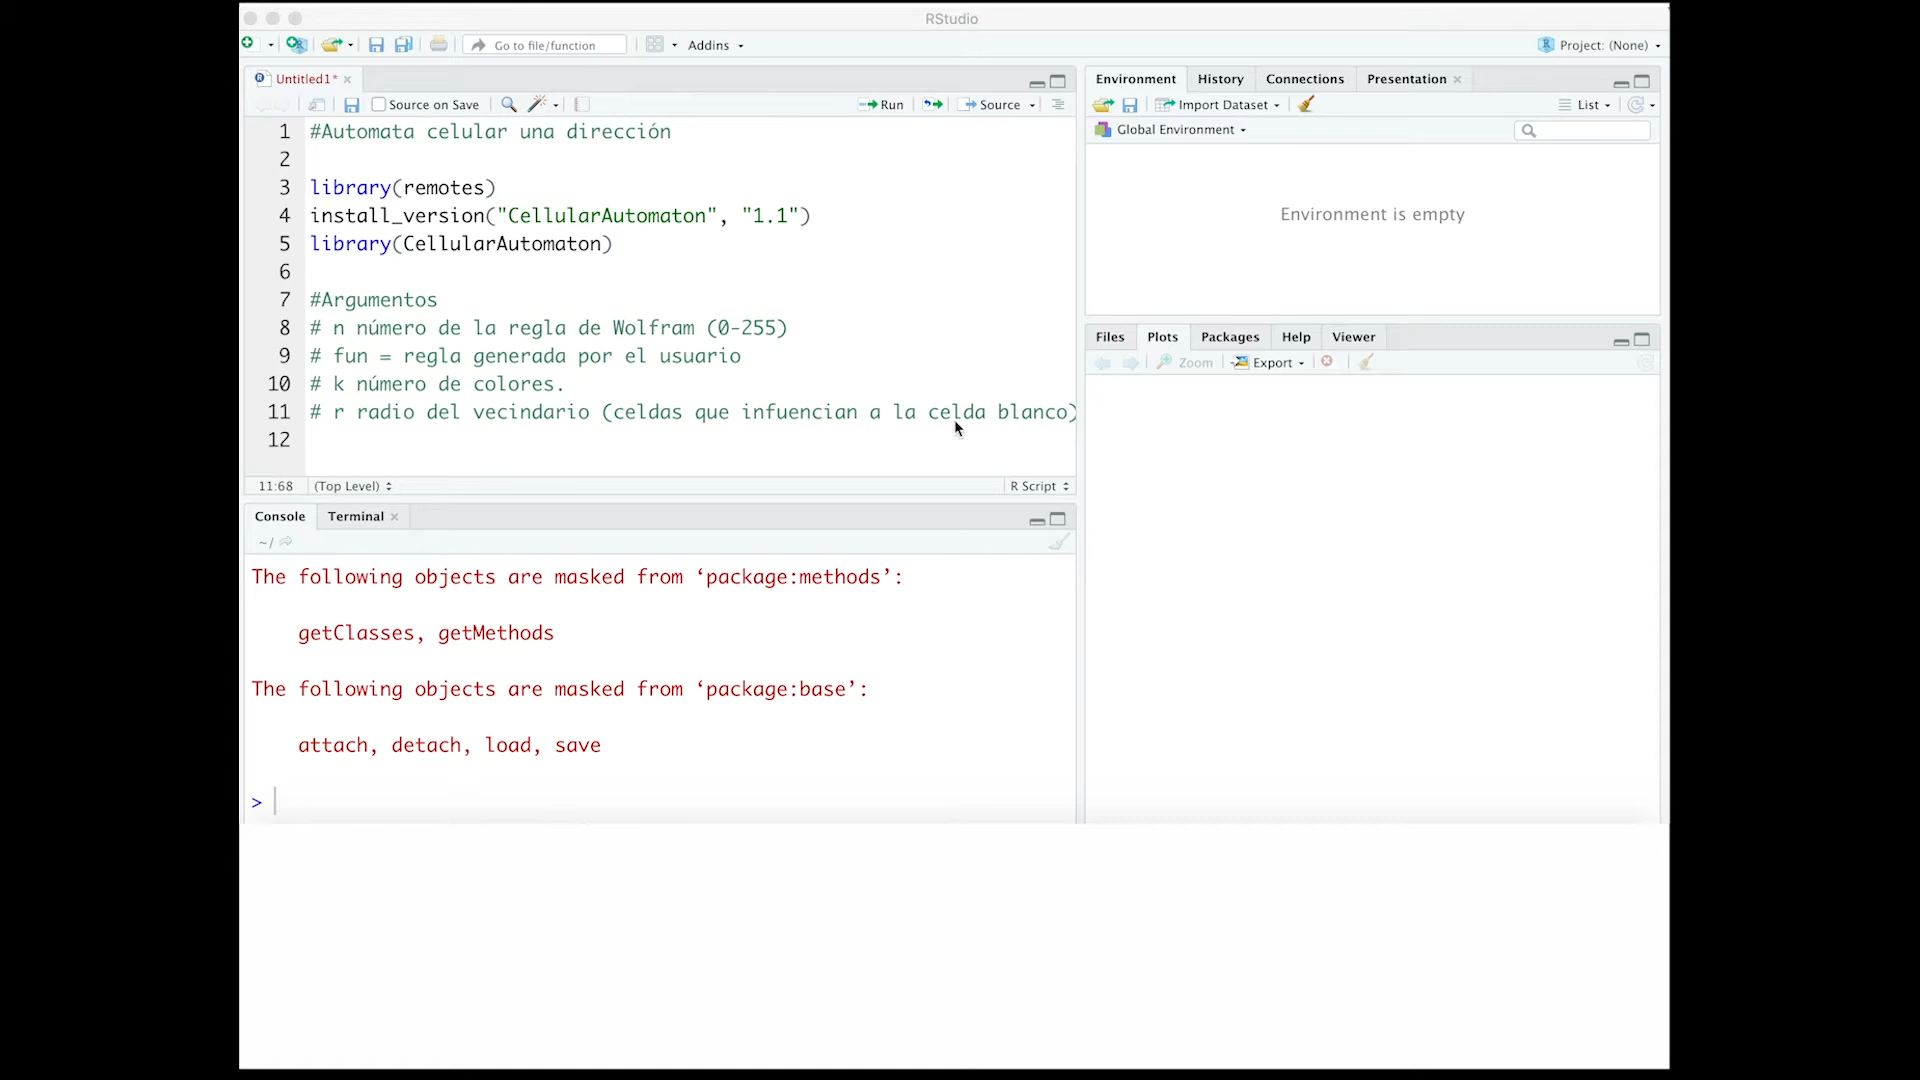 RStudio
Go to file/function
Addins
Project: (None)
Untitled1*
Source on Save
Run
Source
1 #Automata celular una dirección
2
3 library(remotes)
4 install_version("CellularAutomaton", "1.1")
5 library(CellularAutomaton)
6
7 #Argumentos
8 # n número de la regla de Wolfram (0-255)
9 # fun = regla generada por el usuario
10 # k número de colores.
11 # r radio del vecindario (celdas que infuencian a la celda blanco)
12
11:68
(Top Level)
R Script
Console
Terminal
~/
The following objects are masked from ‘package:methods’:
getClasses, getMethods
The following objects are masked from ‘package:base’:
attach, detach, load, save
>
Environment
History
Connections
Presentation
Import Dataset
List
Global Environment
Environment is empty
Files
Plots
Packages
Help
Viewer
Zoom
Export